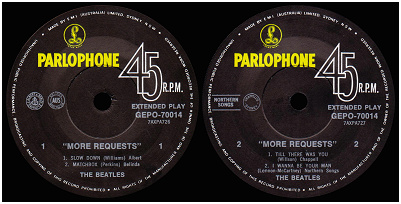 MADE BY E.M.I. (AUSTRALIA) LIMITED, SYDNEY, N.S.W.
PARLOPHONE
45
R.P.M.
EXTENDED PLAY
GEPO-70014
7XGPA726
AUS
"MORE REQUESTS"
1
1
1. SLOW DOWN (Williams) Albert
2. MATCHBOX (Perkins) Belinda
THE BEATLES
MADE BY E.M.I. (AUSTRALIA) LIMITED, SYDNEY, N.S.W.
PARLOPHONE
45
R.P.M.
EXTENDED PLAY
GEPO-70014
7XGPA727
NORTHERN
SONGS
"MORE REQUESTS"
2
2
1. TILL THERE WAS YOU
(Willson) Chappell
2. I WANNA BE YOUR MAN
(Lennon-McCartney) Northern Songs
THE BEATLES